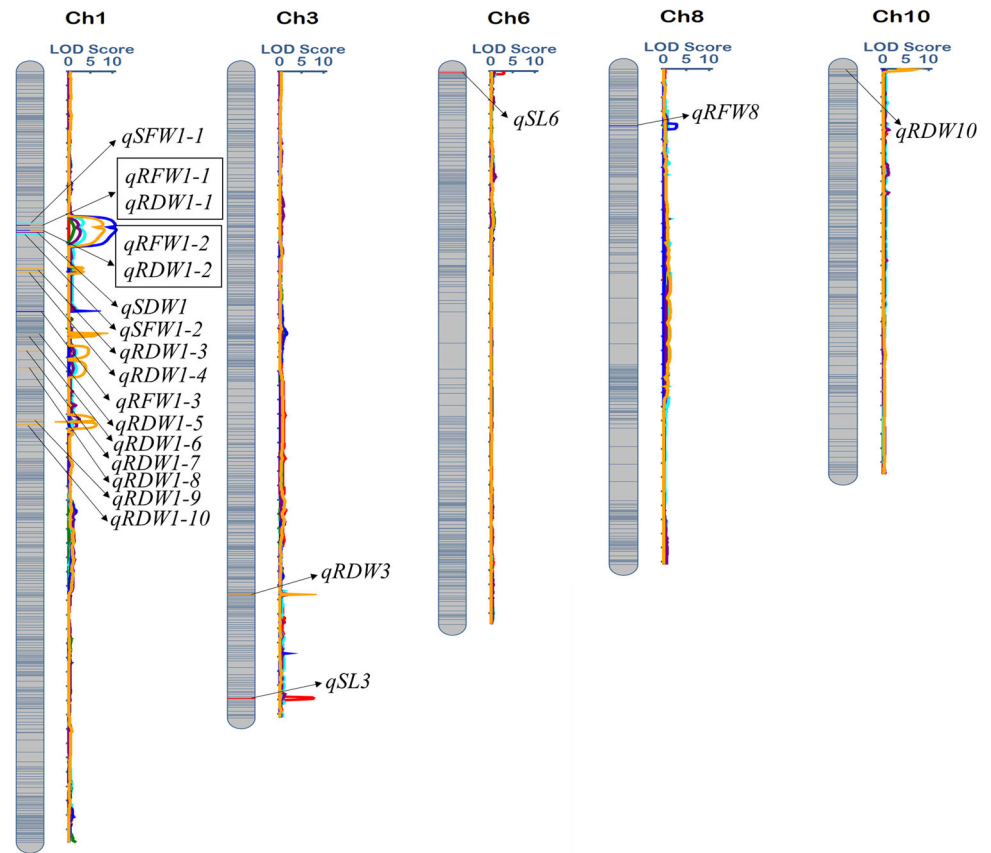 Ch1 Ch3 Ch6 Ch8 Ch10
LOD Score LOD Score LOD Score LOD Score LOD Score
0 5 10 0 5 10 0 5 10 0 5 10 0 5 10
qSFW1-1
qRFW1-1
qRDW1-1
qRFW1-2
qRDW1-2
qSDW1
qSFW1-2
qRDW1-3
qRDW1-4
qRFW1-3
qRDW1-5
qRDW1-6
qRDW1-7
qRDW1-8
qRDW1-9
qRDW1-10
qRDW3
qSL3
qSL6
qRFW8
qRDW10